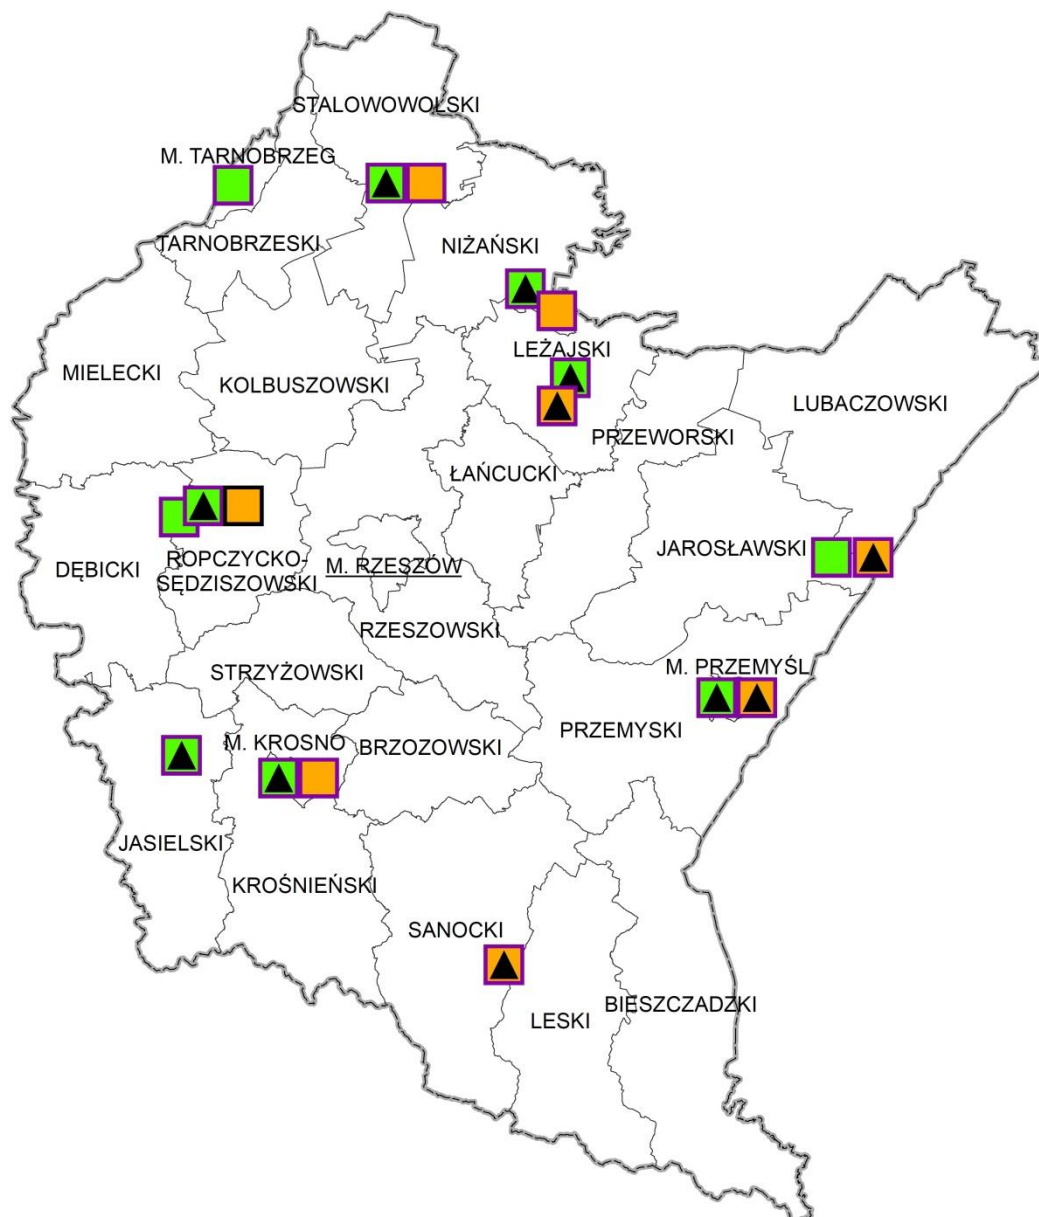 STALOWOWOLSKI
M. TARNOBRZEG
TARNOBRZESKI
NIŻAŃSKI
LEŻAJSKI
MIELECKI
KOLBUSZOWSKI
LUBACZOWSKI
PRZEWORSKI
ŁAŃCUCKI
JAROSŁAWSKI
DĘBICKI
ROPCZYCKO-
SĘDZISZOWSKI
M. RZESZÓW
RZESZOWSKI
STRZYŻOWSKI
M. PRZEMYŚL
PRZEMYSKI
M. KROSNO
BRZOZOWSKI
JASIELSKI
KROŚNIEŃSKI
SANOCKI
BIESZCZADZKI
LESKI